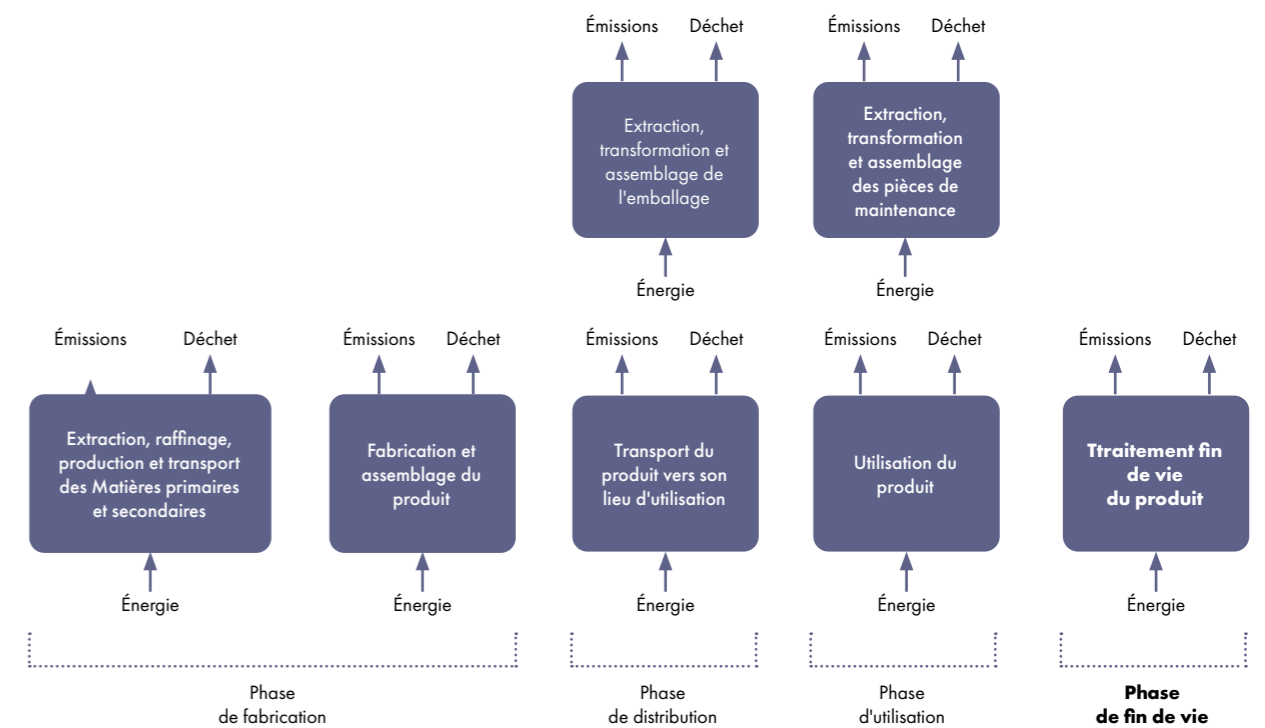 Émissions Déchet Émissions Déchet
Extraction,
transformation et
assemblage de
l'emballage
Extraction,
transformation
et assemblage
des pièces de
maintenance
Énergie Énergie
Émissions Déchet Émissions Déchet Émissions Déchet Émissions Déchet Émissions Déchet
Extraction, raffinage,
production et transport
des Matières primaires
et secondaires
Fabrication et
assemblage du
produit
Transport du
produit vers son
lieu d'utilisation
Utilisation du
produit
Ttraitement fin
de vie
du produit
Énergie Énergie Énergie Énergie Énergie
Phase
de fabrication
Phase
de distribution
Phase
d'utilisation
Phase
de fin de vie